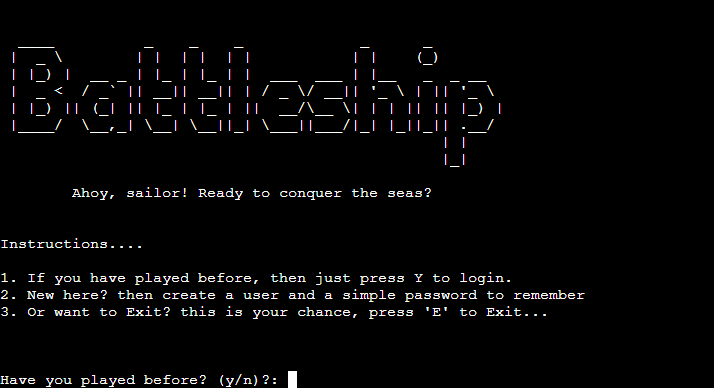 Battleship
Ahoy, sailor! Ready to conquer the seas?
Instructions....
1. If you have played before, then just press Y to login.
2. New here? then create a user and a simple password to remember
3. Or want to Exit? this is your chance, press 'E' to Exit...
Have you played before? (y/n)?: